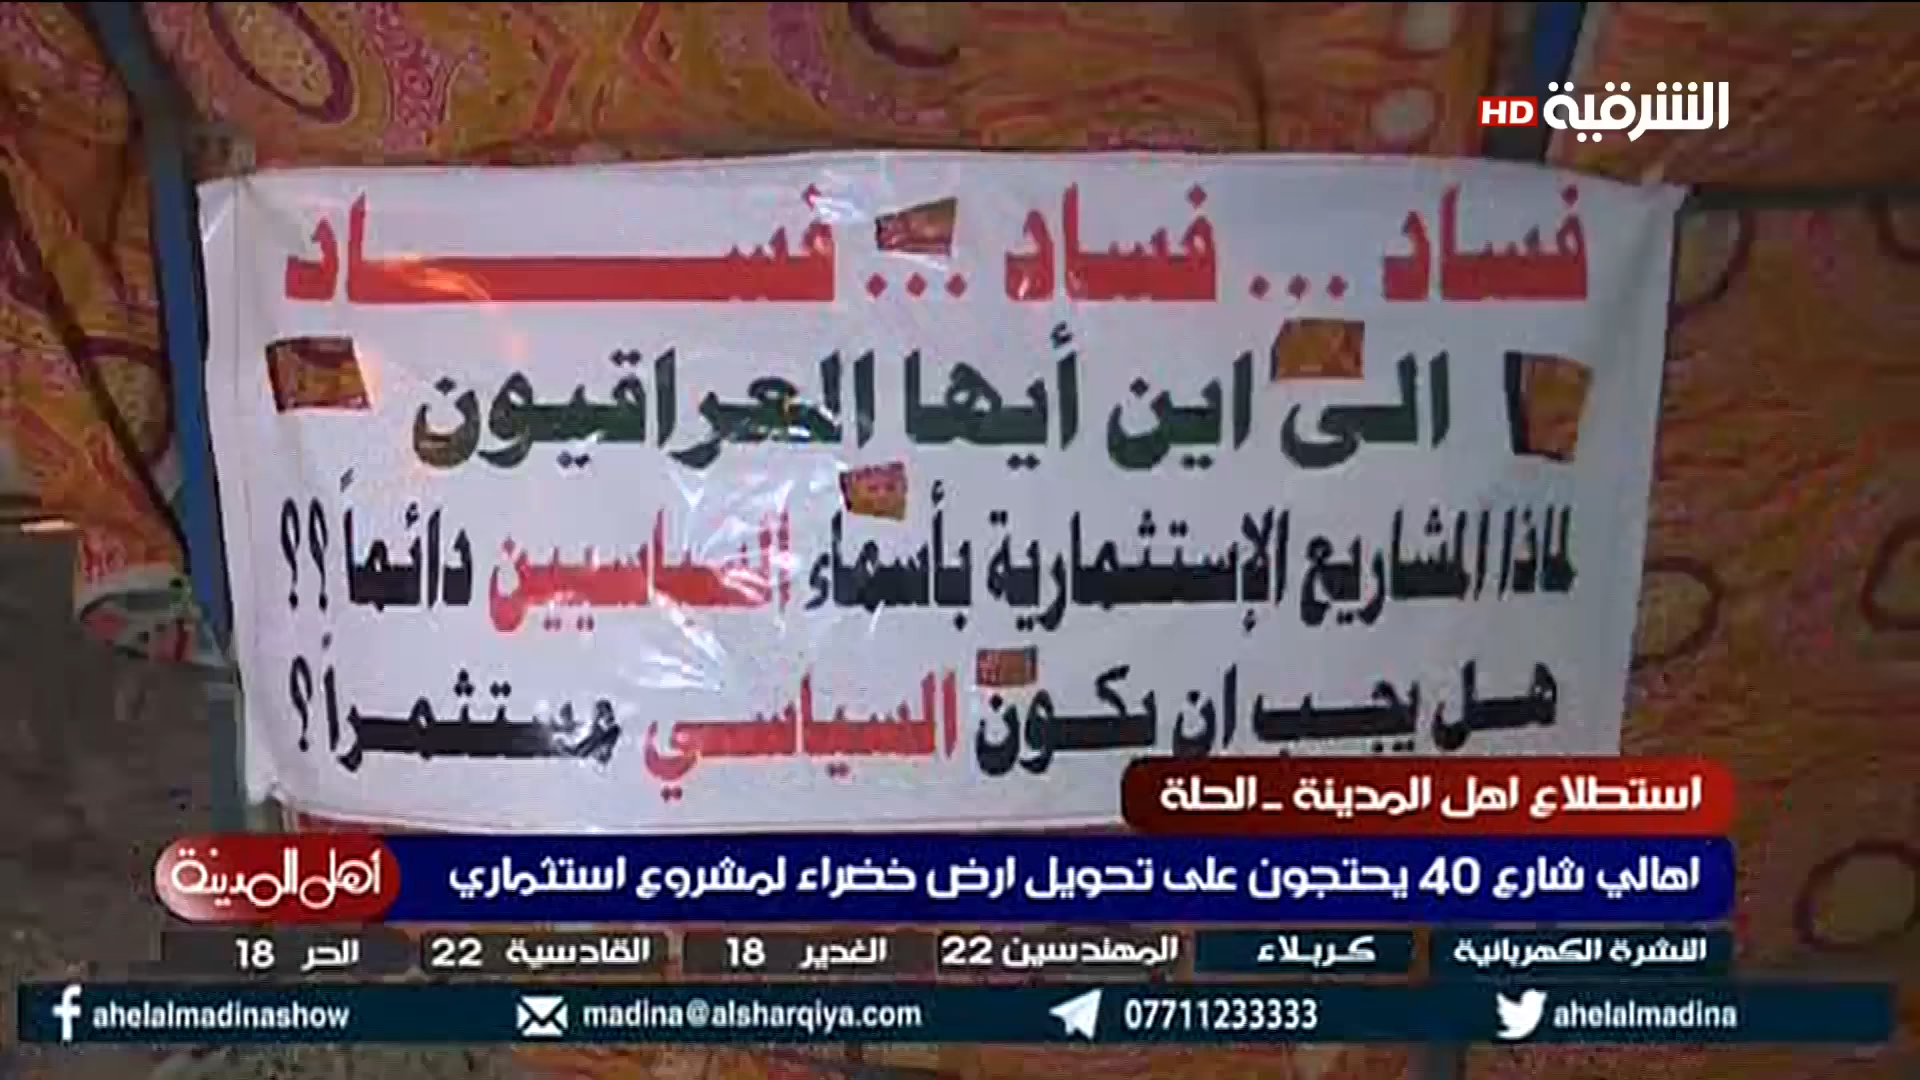 الشرقية HD
فساد ... فساد ... فســـــاد
الى اين أيها العراقيون
لماذا المشاريع الإستثمارية بأسماء السياسيين دائماً ؟؟
هل يجب ان يكون السياسي مستثمراً ؟
استطلاع اهل المدينة - الحلة
اهالي شارع 40 يحتجون على تحويل ارض خضراء لمشروع استثماري
أهل المدينة
النشرة الكهربائية كربلاء المهندسين 22 الغدير 18 القادسية 22 الحر 18
ahelalmadinashow madina@alsharqiya.com 07711233333 ahelalmadina